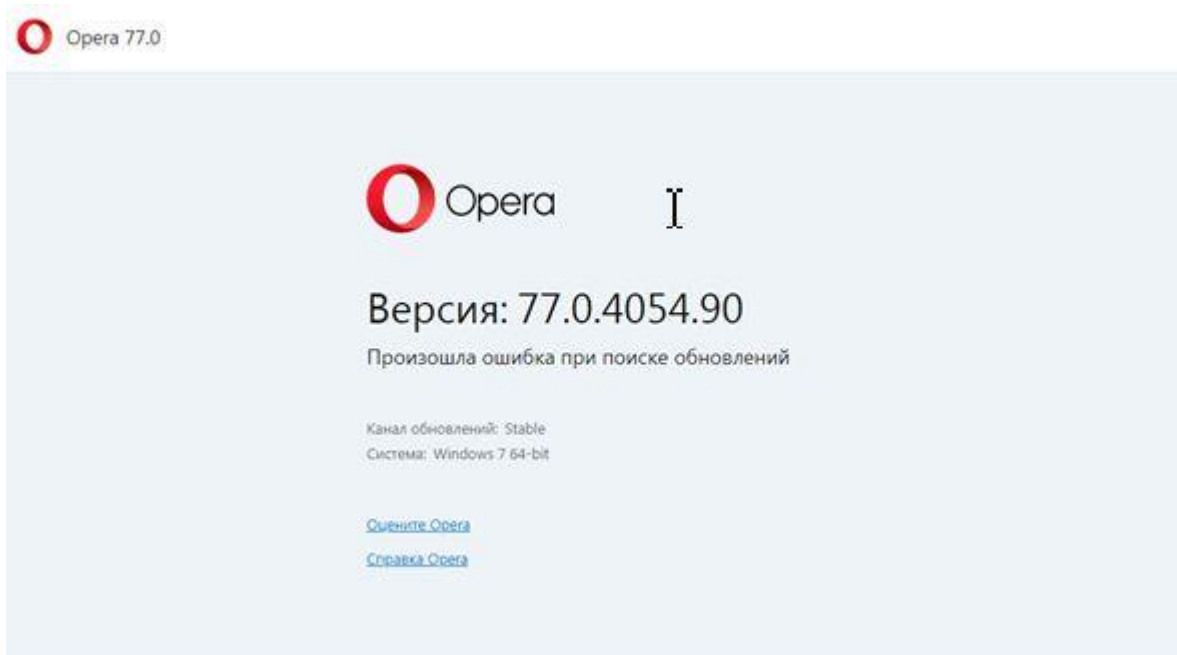 Opera 77.0
Opera
Версия: 77.0.4054.90
Произошла ошибка при поиске обновлений
Канал обновлений: Stable
Система: Windows 7 64-bit
Оцените Opera
Справка Opera